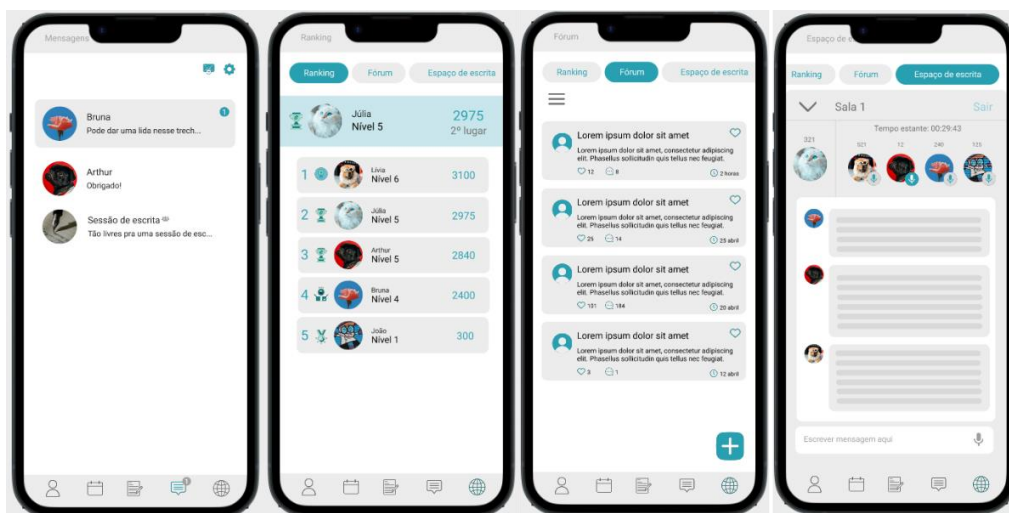 Mensagens
Bruna
1
Pode dar uma lida nesse trech...
Arthur
Obrigado!
Sessão de escrita
Tão livres pra uma sessão de esc...
1
Ranking
Ranking Fórum Espaço de escrita
Júlia 2975
Nível 5 2º lugar
1 Lívia 3100
Nível 6
2 Júlia 2975
Nível 5
3 Arthur 2840
Nível 5
4 Bruna 2400
Nível 4
5 João 300
Nível 1
Fórum
Ranking Fórum Espaço de escrita
Lorem ipsum dolor sit amet
Lorem ipsum dolor sit amet, consectetur adipiscing
elit. Phasellus sollicitudin quis tellus nec feugiat.
12 8 2 horas
Lorem ipsum dolor sit amet
Lorem ipsum dolor sit amet, consectetur adipiscing
elit. Phasellus sollicitudin quis tellus nec feugiat.
25 14 25 abril
Lorem ipsum dolor sit amet
Lorem ipsum dolor sit amet, consectetur adipiscing
elit. Phasellus sollicitudin quis tellus nec feugiat.
131 184 20 abril
Lorem ipsum dolor sit amet
Lorem ipsum dolor sit amet, consectetur adipiscing
elit. Phasellus sollicitudin quis tellus nec feugiat.
3 1 12 abril
Espaço de e
Ranking Fórum Espaço de escrita
Sala 1 Sair
Tempo estante: 00:29:43
321 521 12 240 125
Escrever mensagem aqui